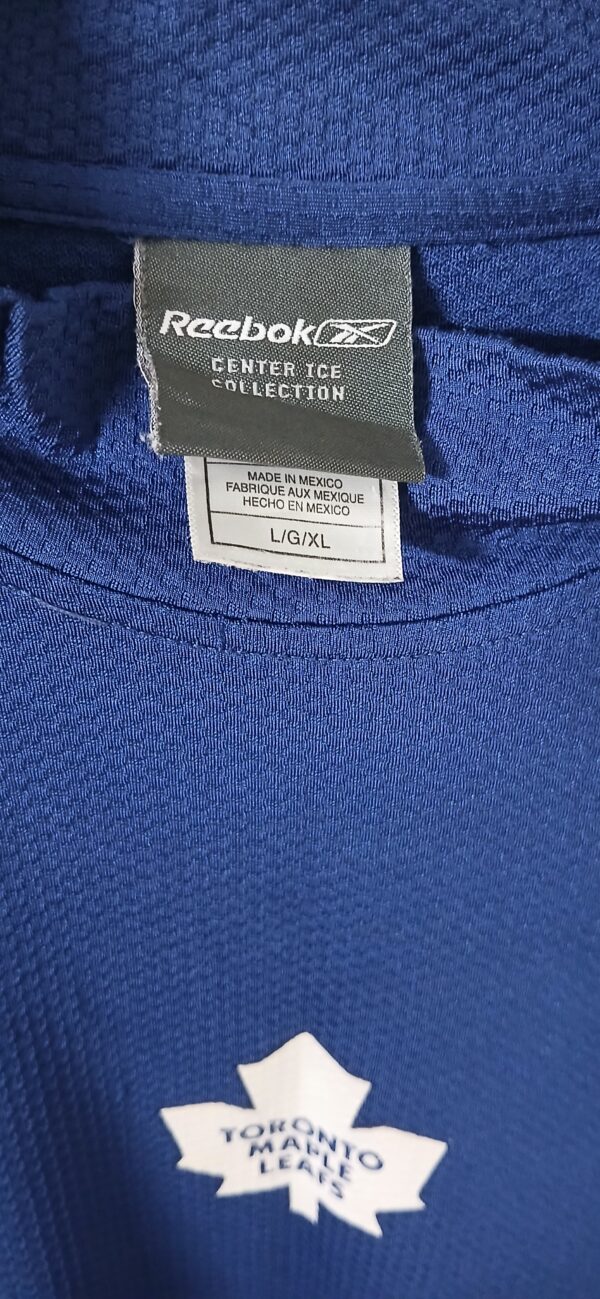 Reebok
CENTER ICE
COLLECTION
MADE IN MEXICO
FABRIQUE AUX MEXIQUE
HECHO EN MEXICO
L/G/XL
TORONTO
MAPLE
LEAFS